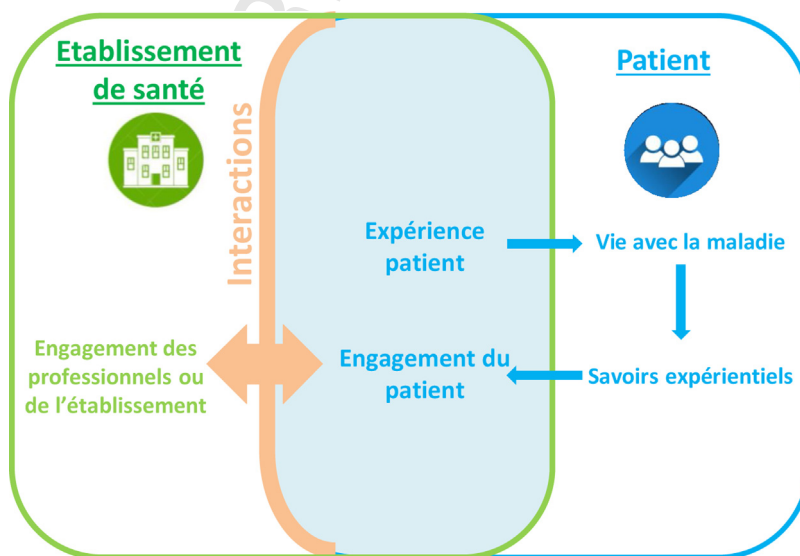 Etablissement
de santé
Interactions
Patient
Expérience
patient
Vie avec la maladie
Engagement des
professionnels ou
de l’établissement
Engagement du
patient
Savoirs expérientiels